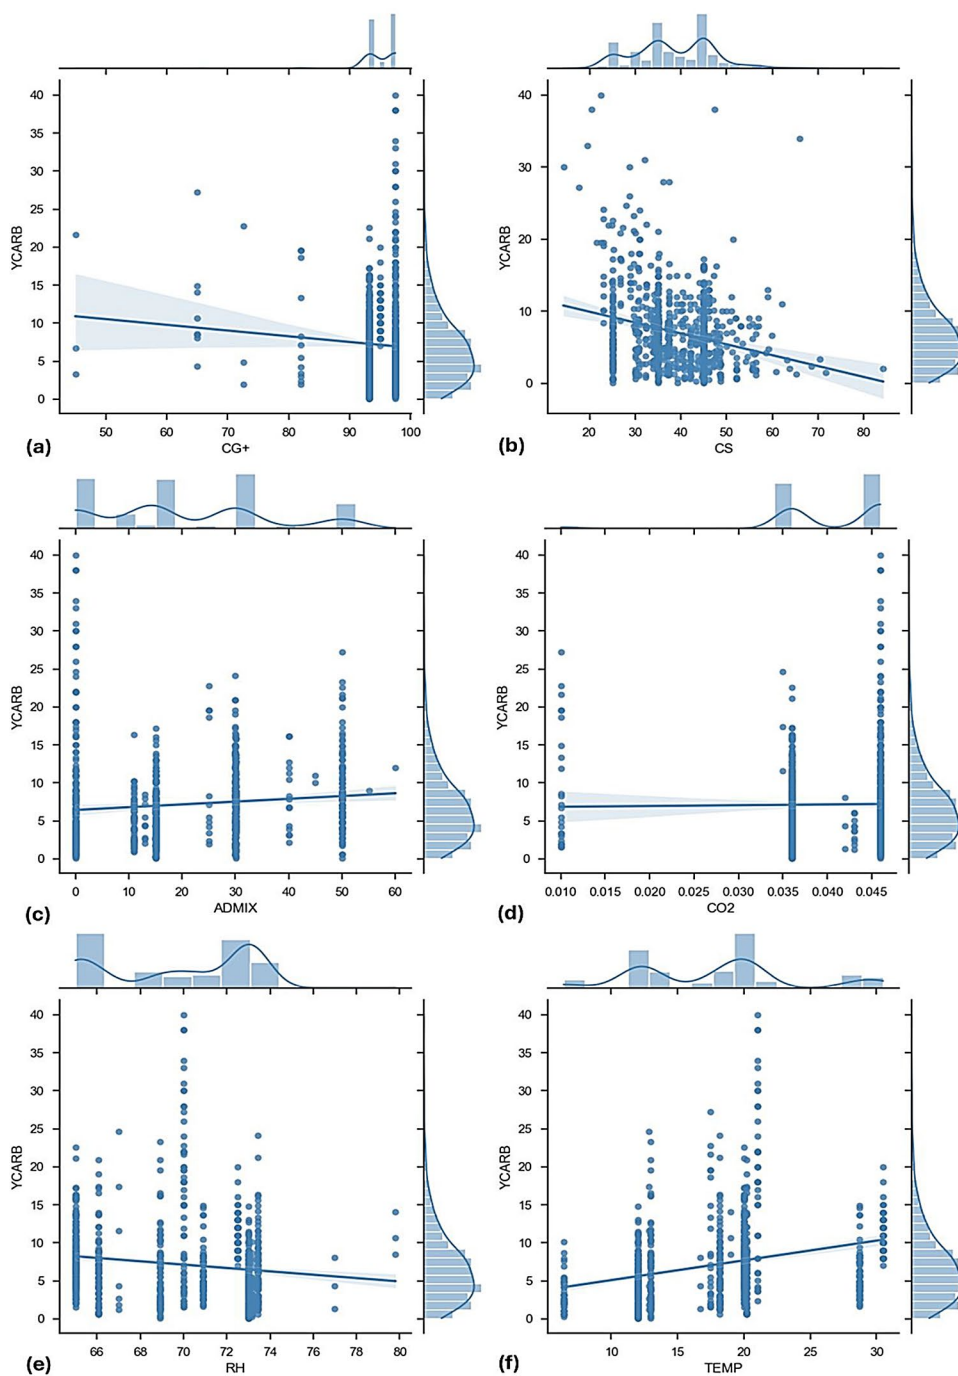 YCARB
40
35
30
25
20
15
10
5
0
50 60 70 80 90 100
CG+
(a)
YCARB
40
30
20
10
0
20 30 40 50 60 70 80
CS
(b)
YCARB
40
35
30
25
20
15
10
5
0
0 10 20 30 40 50 60
ADMIX
(c)
YCARB
40
35
30
25
20
15
10
5
0
0.010 0.015 0.020 0.025 0.030 0.035 0.040 0.045
CO2
(d)
YCARB
40
35
30
25
20
15
10
5
0
66 68 70 72 74 76 78 80
RH
(e)
YCARB
40
35
30
25
20
15
10
5
0
10 15 20 25 30
TEMP
(f)